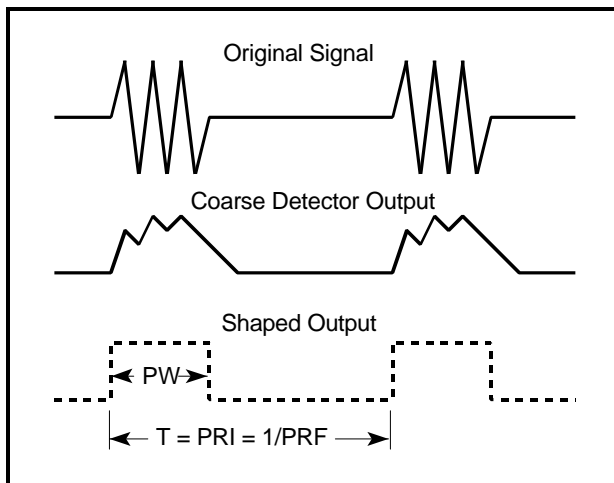 Original Signal
Coarse Detector Output
Shaped Output
PW
T = PRI = 1/PRF